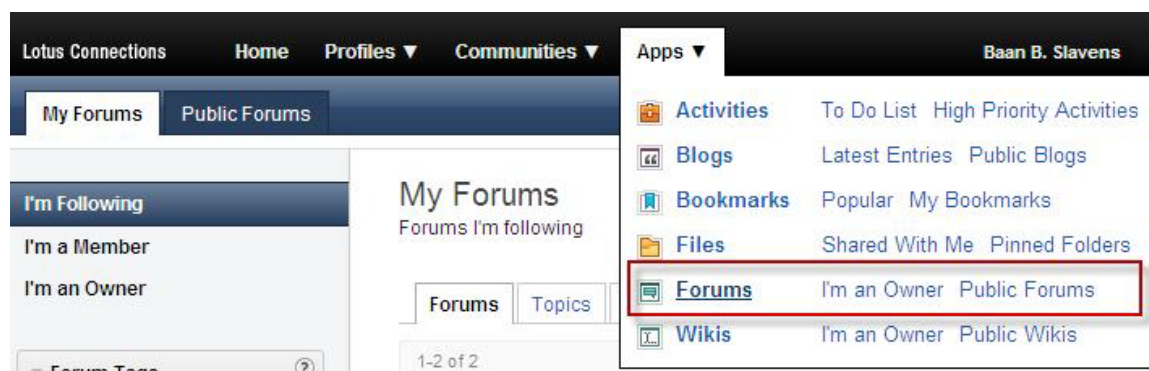 Lotus Connections Home Profiles ▼ Communities ▼ Apps ▼ Baan B. Slavens
My Forums Public Forums
I'm Following
I'm a Member
I'm an Owner
Forum Tags ?
My Forums
Forums I'm following
Forums Topics
1-2 of 2
Activities To Do List High Priority Activities
Blogs Latest Entries Public Blogs
Bookmarks Popular My Bookmarks
Files Shared With Me Pinned Folders
Forums I'm an Owner Public Forums
Wikis I'm an Owner Public Wikis